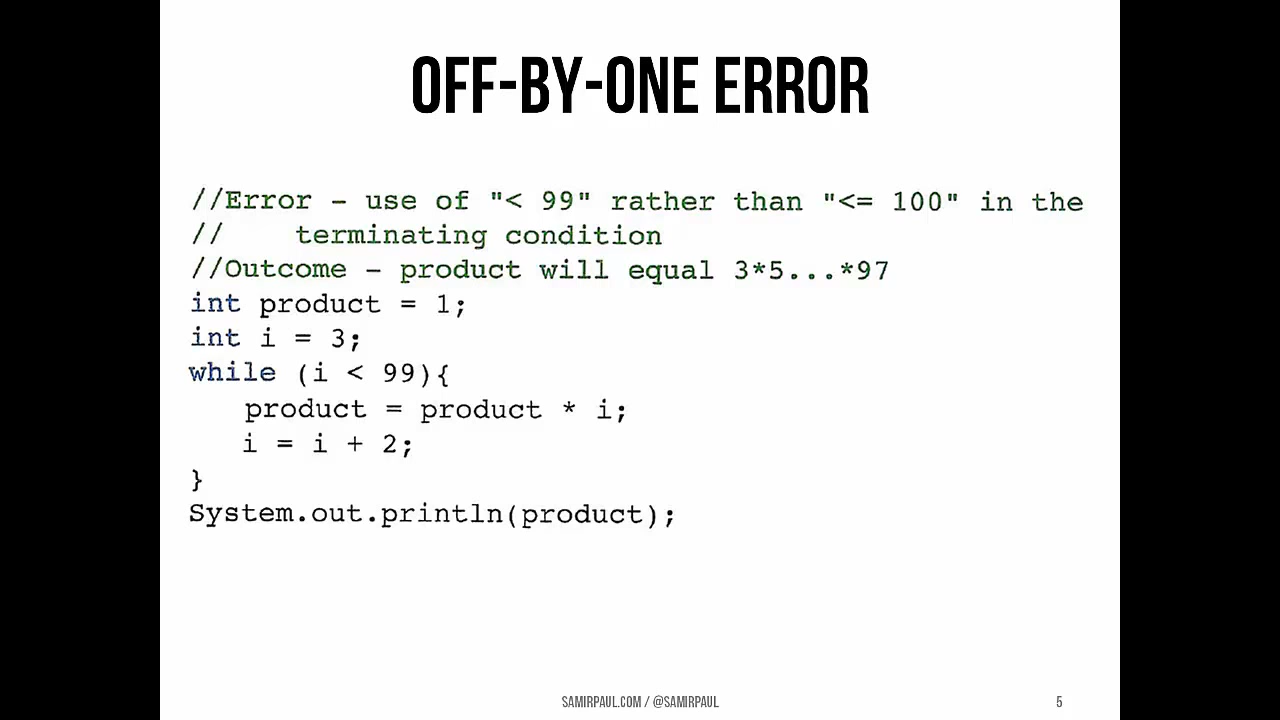 OFF-BY-ONE ERROR
//Error - use of "< 99" rather than "<= 100" in the
//    terminating condition
//Outcome - product will equal 3*5...*97
int product = 1;
int i = 3;
while (i < 99){
   product = product * i;
   i = i + 2;
}
System.out.println(product);
SAMIRPAUL.COM / @SAMIRPAUL
5